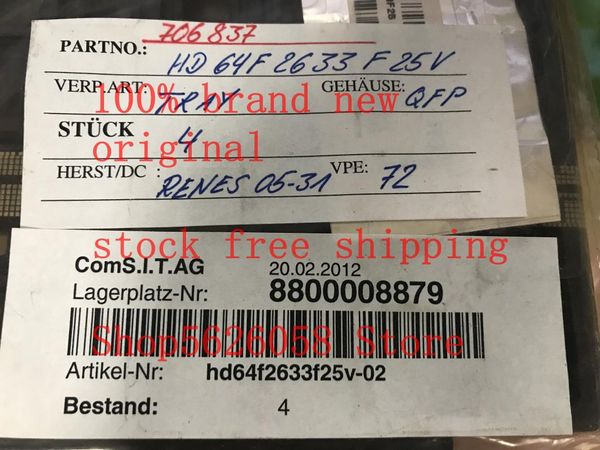 706837
PARTNO.: HD 64F 2633 F 25V
VERP.ART: TRAY GEHÄUSE: QFP
100% brand new
STÜCK 4
original
HERST/DC : RENES 05-31 VPE: 72
stock free shipping
ComS.I.T.AG 20.02.2012
Lagerplatz-Nr: 8800008879
Shop5626058 Store
Artikel-Nr: hd64f2633f25v-02
Bestand: 4